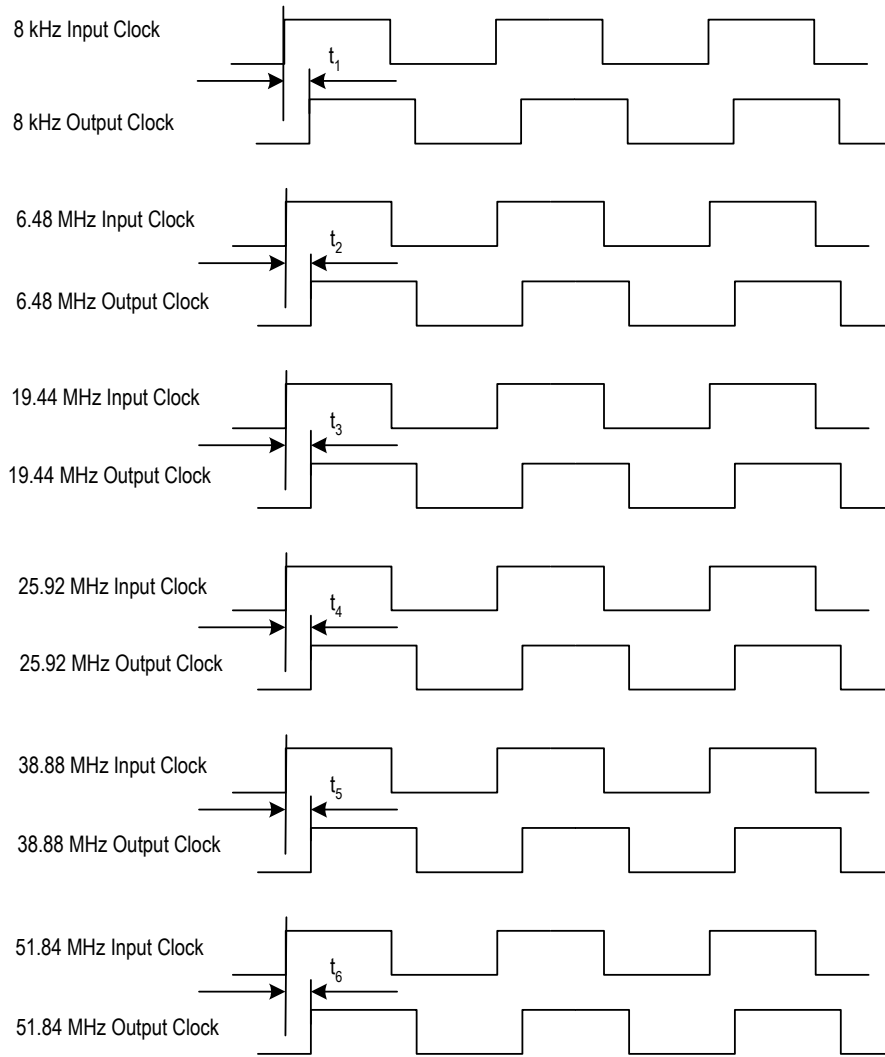 8 kHz Input Clock
t1
8 kHz Output Clock
6.48 MHz Input Clock
t2
6.48 MHz Output Clock
19.44 MHz Input Clock
t3
19.44 MHz Output Clock
25.92 MHz Input Clock
t4
25.92 MHz Output Clock
38.88 MHz Input Clock
t5
38.88 MHz Output Clock
51.84 MHz Input Clock
t6
51.84 MHz Output Clock